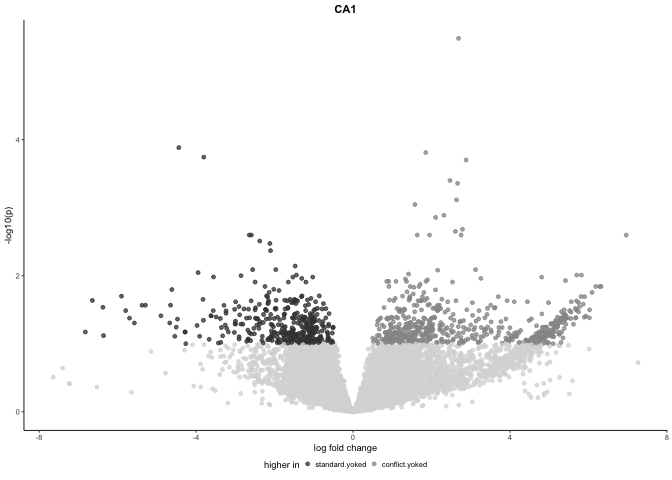 CA1
-log10(p)
4
2
0
-8 -4 0 4 8
log fold change
higher in standard.yoked conflict.yoked